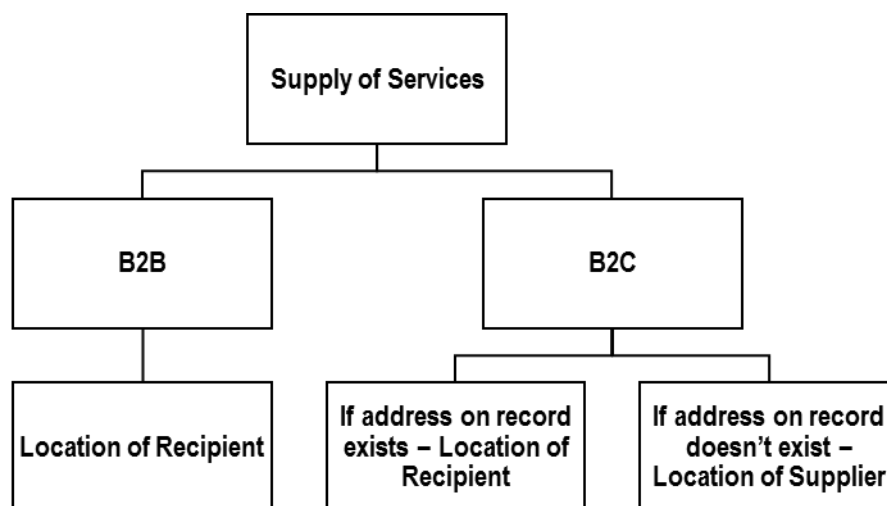 Supply of Services
B2B
B2C
Location of Recipient
If address on record
exists – Location of
Recipient
If address on record
doesn’t exist –
Location of Supplier